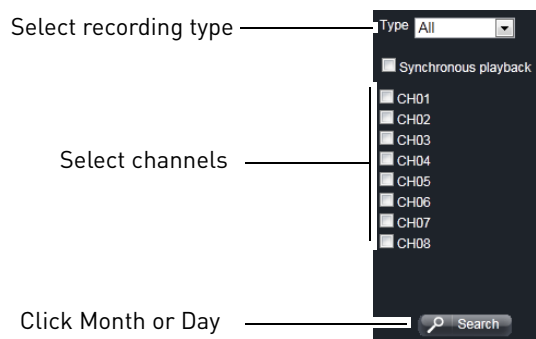 Select recording type
Type All
Synchronous playback
CH01
CH02
CH03
CH04
Select channels
CH05
CH06
CH07
CH08
Click Month or Day
Search